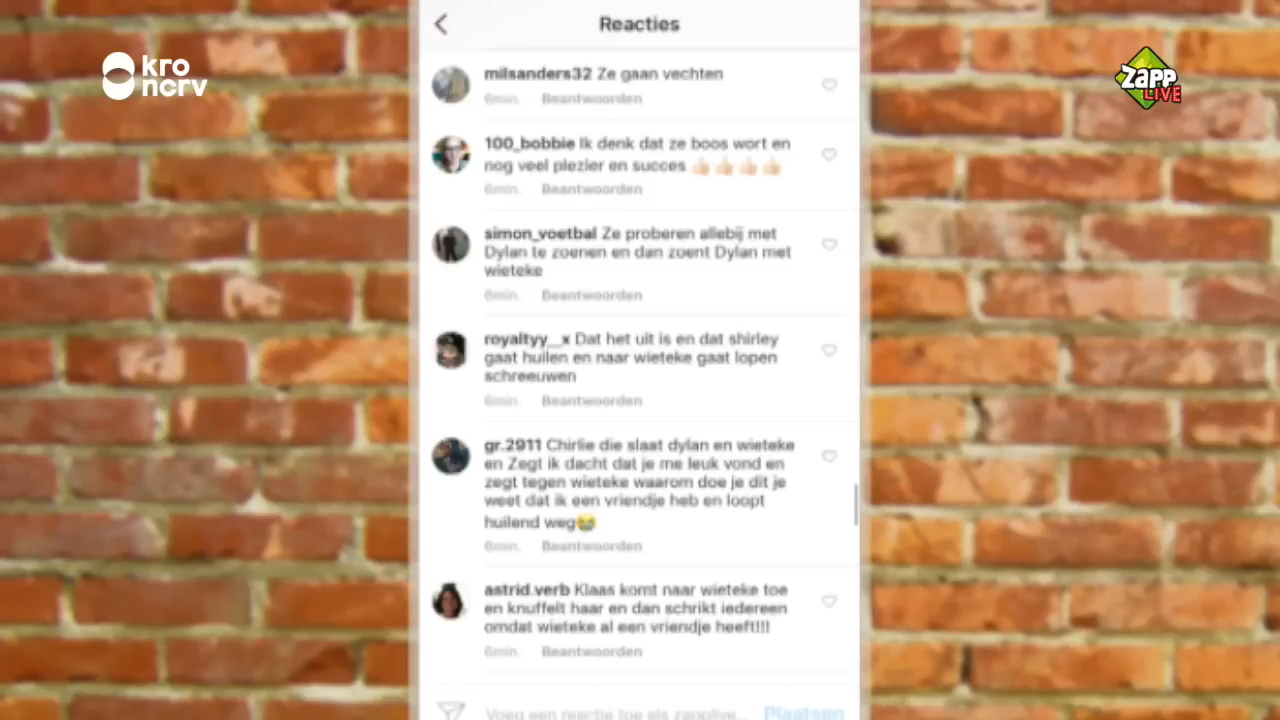 Reacties
kro
ncrv
Zapp
LIVE
milsanders32 Ze gaan vechten
6min. Beantwoorden
100_bobbie Ik denk dat ze boos wort en
nog veel plezier en succes 👍🏻👍🏻👍🏻👍🏻
6min. Beantwoorden
simon_voetbal Ze proberen allebij met
Dylan te zoenen en dan zoent Dylan met
wieteke
6min. Beantwoorden
royaltyy__x Dat het uit is en dat shirley
gaat huilen en naar wieteke gaat lopen
schreeuwen
6min. Beantwoorden
gr.2911 Chirlie die slaat dylan en wieteke
en Zegt ik dacht dat je me leuk vond en
zegt tegen wieteke waarom doe je dit je
weet dat ik een vriendje heb en loopt
huilend weg😭
6min. Beantwoorden
astrid.verb Klaas komt naar wieteke toe
en knuffelt haar en dan schrikt iedereen
omdat wieteke al een vriendje heeft!!!
6min. Beantwoorden
Voeg een reactie toe als zapplive... Plaatsen